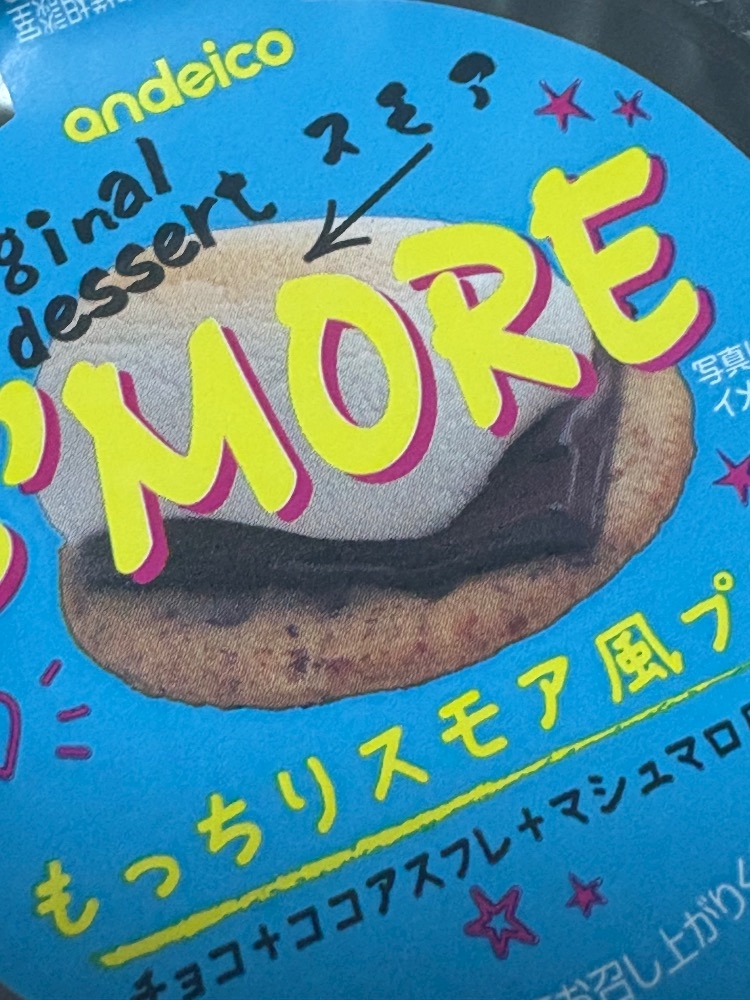 andeico
スモア
ginal
dessert
'MORE
写真
イメ
もっちりスモア風プ
チョコ+ココアスフレ+マシュマロ風
お召し上がりく